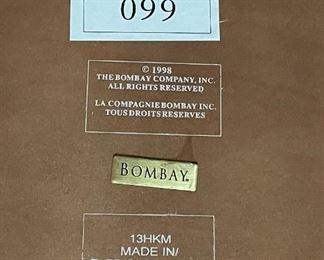 099
© 1998
THE BOMBAY COMPANY, INC.
ALL RIGHTS RESERVED
LA COMPAGNIE BOMBAY INC.
TOUS DROITS RESERVES
BOMBAY®
13HKM
MADE IN/